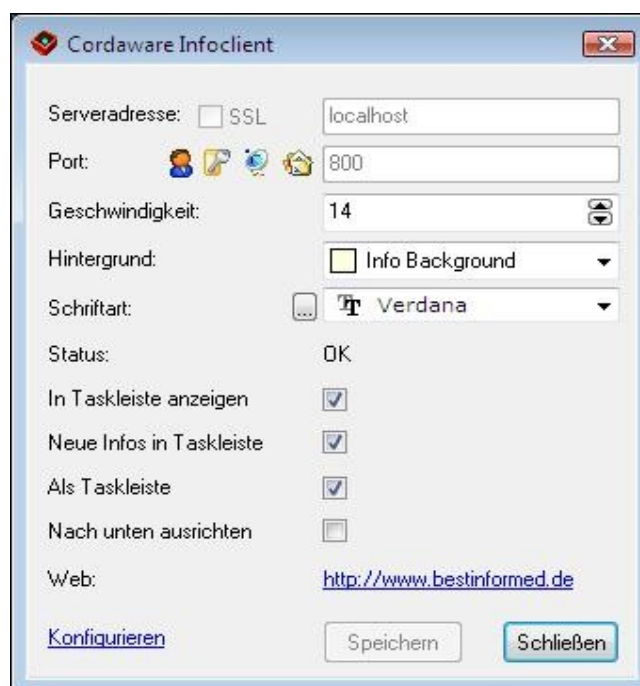 Cordaware Infoclient
Serveradresse: SSL localhost
Port: 800
Geschwindigkeit: 14
Hintergrund: Info Background
Schriftart: ... Verdana
Status: OK
In Taskleiste anzeigen
Neue Infos in Taskleiste
Als Taskleiste
Nach unten ausrichten
Web: http://www.bestinformed.de
Konfigurieren Speichern Schließen